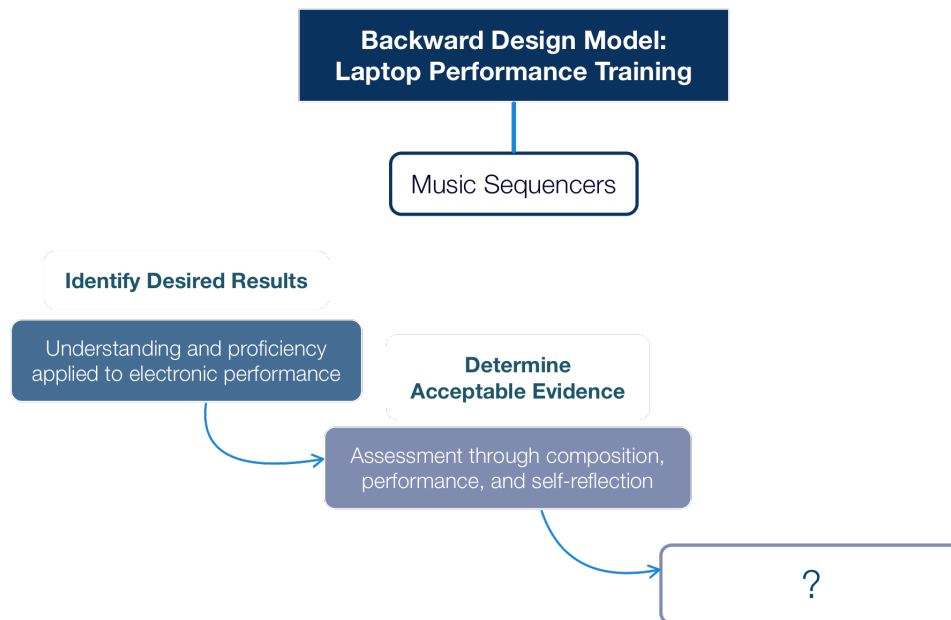 Backward Design Model:
Laptop Performance Training
Music Sequencers
Identify Desired Results
Understanding and proficiency
applied to electronic performance
Determine
Acceptable Evidence
Assessment through composition,
performance, and self-reflection
?